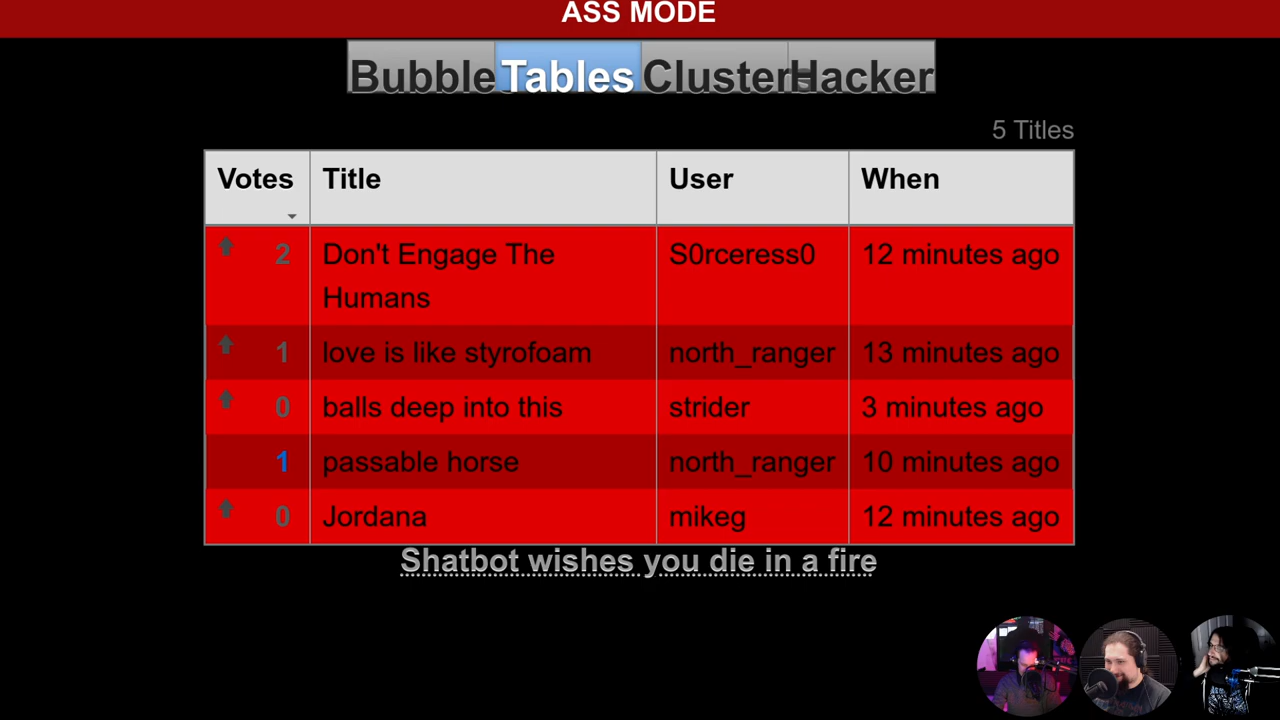 ASS MODE
Bubble Tables Cluster Hacker
5 Titles
Votes Title User When
2 Don't Engage The Humans S0rceress0 12 minutes ago
1 love is like styrofoam north_ranger 13 minutes ago
0 balls deep into this strider 3 minutes ago
1 passable horse north_ranger 10 minutes ago
0 Jordana mikeg 12 minutes ago
Shatbot wishes you die in a fire